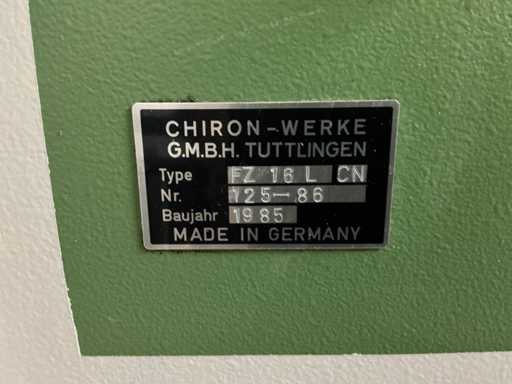 CHIRON-WERKE
G.M.B.H. TUTTLINGEN
Type FZ 16 L CN
Nr. 125-86
Baujahr 1985
MADE IN GERMANY